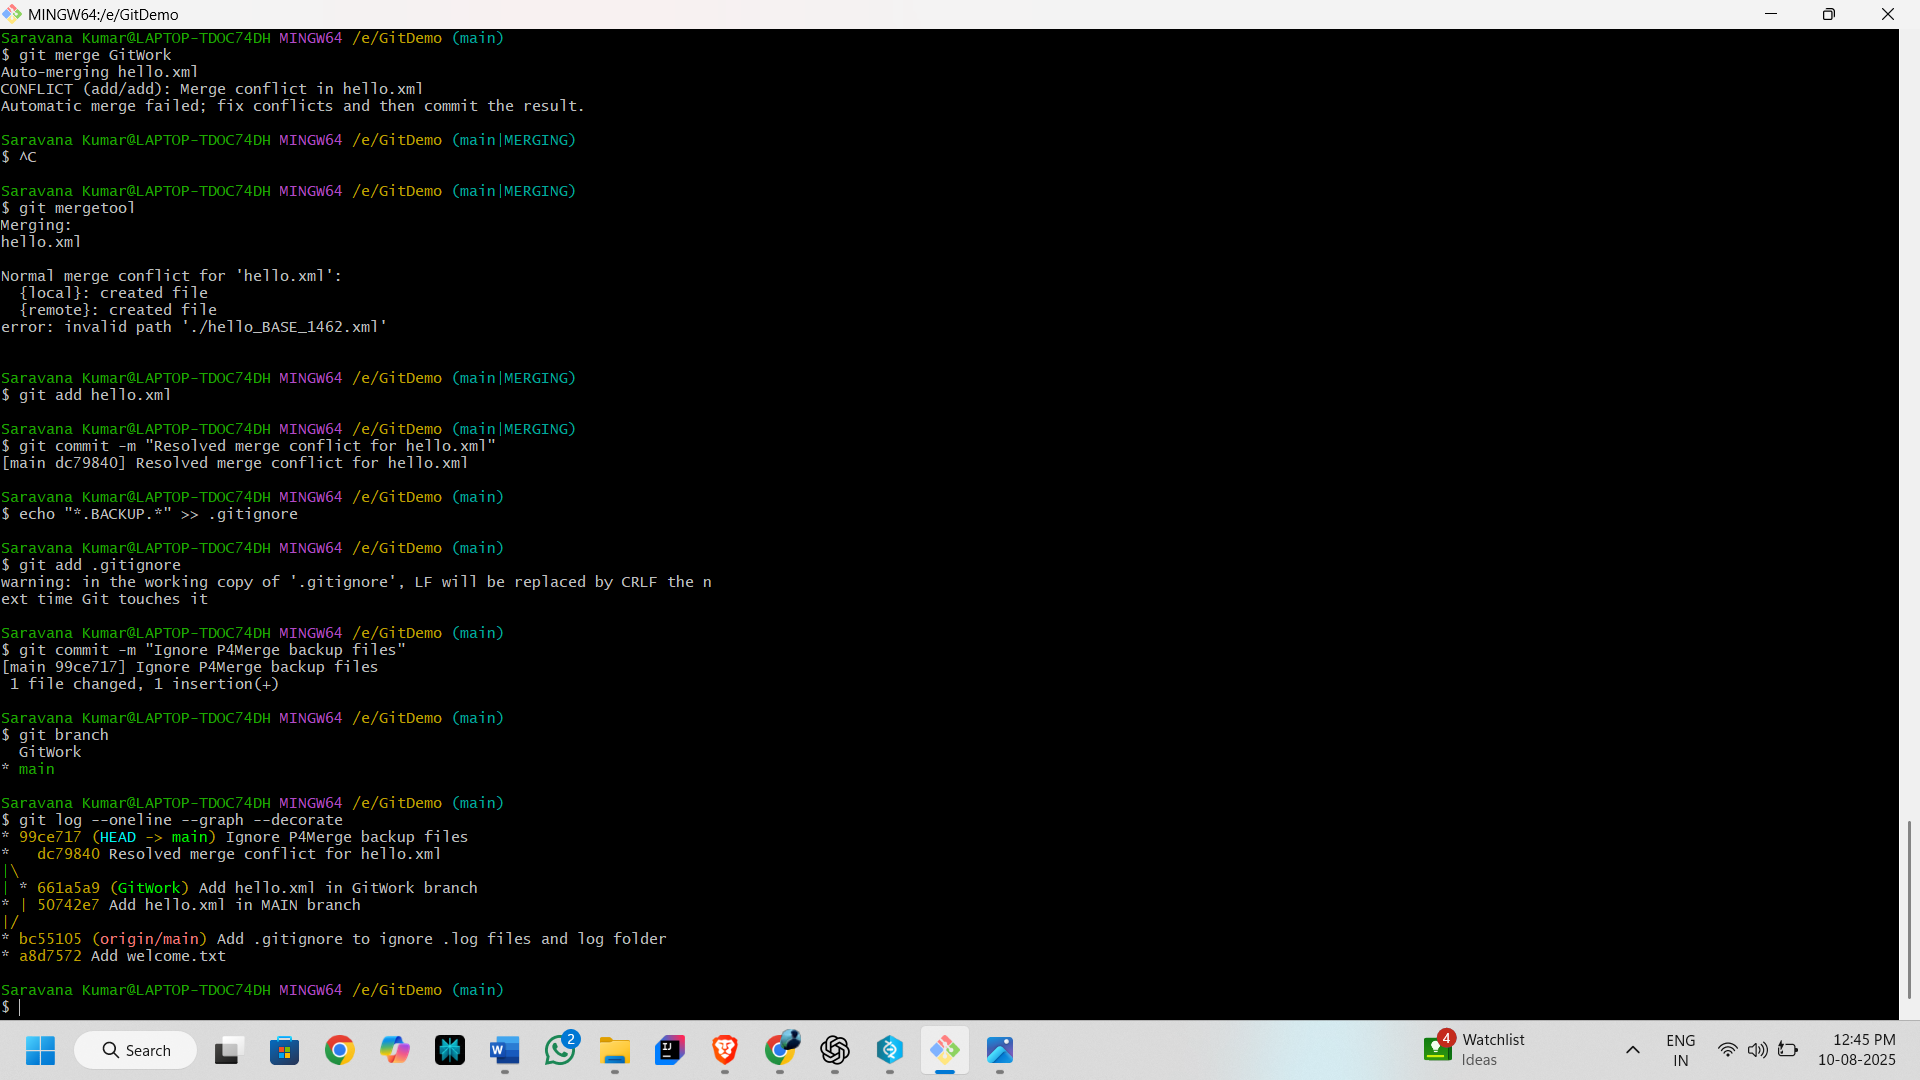 MINGW64:/e/GitDemo
Saravana Kumar@LAPTOP-TDOC74DH MINGW64 /e/GitDemo (main)
$ git merge GitWork
Auto-merging hello.xml
CONFLICT (add/add): Merge conflict in hello.xml
Automatic merge failed; fix conflicts and then commit the result.
Saravana Kumar@LAPTOP-TDOC74DH MINGW64 /e/GitDemo (main|MERGING)
$ ^C
Saravana Kumar@LAPTOP-TDOC74DH MINGW64 /e/GitDemo (main|MERGING)
$ git mergetool
Merging:
hello.xml
Normal merge conflict for 'hello.xml':
  {local}: created file
  {remote}: created file
error: invalid path './hello_BASE_1462.xml'
Saravana Kumar@LAPTOP-TDOC74DH MINGW64 /e/GitDemo (main|MERGING)
$ git add hello.xml
Saravana Kumar@LAPTOP-TDOC74DH MINGW64 /e/GitDemo (main|MERGING)
$ git commit -m "Resolved merge conflict for hello.xml"
[main dc79840] Resolved merge conflict for hello.xml
Saravana Kumar@LAPTOP-TDOC74DH MINGW64 /e/GitDemo (main)
$ echo "*.BACKUP.*" >> .gitignore
Saravana Kumar@LAPTOP-TDOC74DH MINGW64 /e/GitDemo (main)
$ git add .gitignore
warning: in the working copy of '.gitignore', LF will be replaced by CRLF the n
ext time Git touches it
Saravana Kumar@LAPTOP-TDOC74DH MINGW64 /e/GitDemo (main)
$ git commit -m "Ignore P4Merge backup files"
[main 99ce717] Ignore P4Merge backup files
 1 file changed, 1 insertion(+)
Saravana Kumar@LAPTOP-TDOC74DH MINGW64 /e/GitDemo (main)
$ git branch
  GitWork
* main
Saravana Kumar@LAPTOP-TDOC74DH MINGW64 /e/GitDemo (main)
$ git log --oneline --graph --decorate
* 99ce717 (HEAD -> main) Ignore P4Merge backup files
*   dc79840 Resolved merge conflict for hello.xml
|\
| * 661a5a9 (GitWork) Add hello.xml in GitWork branch
* | 50742e7 Add hello.xml in MAIN branch
|/
* bc55105 (origin/main) Add .gitignore to ignore .log files and log folder
* a8d7572 Add welcome.txt
Saravana Kumar@LAPTOP-TDOC74DH MINGW64 /e/GitDemo (main)
$
Search
2
4
Watchlist
Ideas
ENG
IN
12:45 PM
10-08-2025